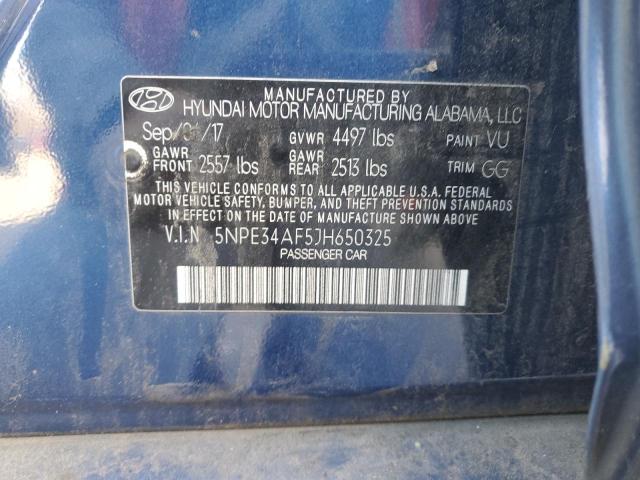 MANUFACTURED BY
HYUNDAI MOTOR MANUFACTURING ALABAMA, LLC
Sep/ /17 GVWR 4497 lbs PAINT VU
GAWR FRONT 2557 lbs GAWR REAR 2513 lbs TRIM GG
THIS VEHICLE CONFORMS TO ALL APPLICABLE U.S.A. FEDERAL
MOTOR VEHICLE SAFETY, BUMPER, AND THEFT PREVENTION STANDARDS
IN EFFECT ON THE DATE OF MANUFACTURE SHOWN ABOVE
V.I.N 5NPE34AF5JH650325
PASSENGER CAR